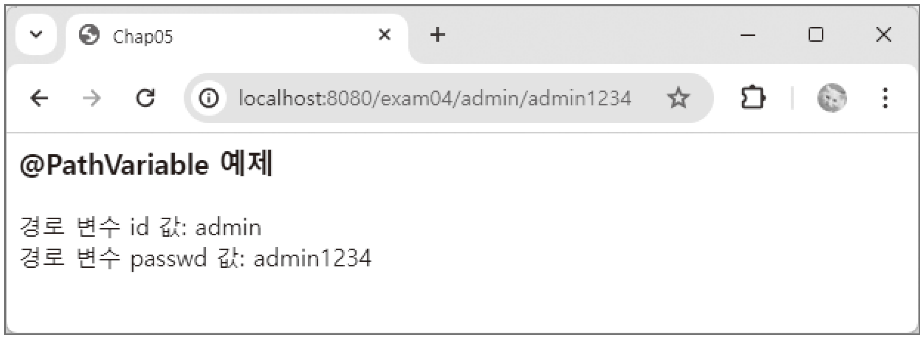 Chap05
localhost:8080/exam04/admin/admin1234
@PathVariable 예제
경로 변수 id 값: admin
경로 변수 passwd 값: admin1234